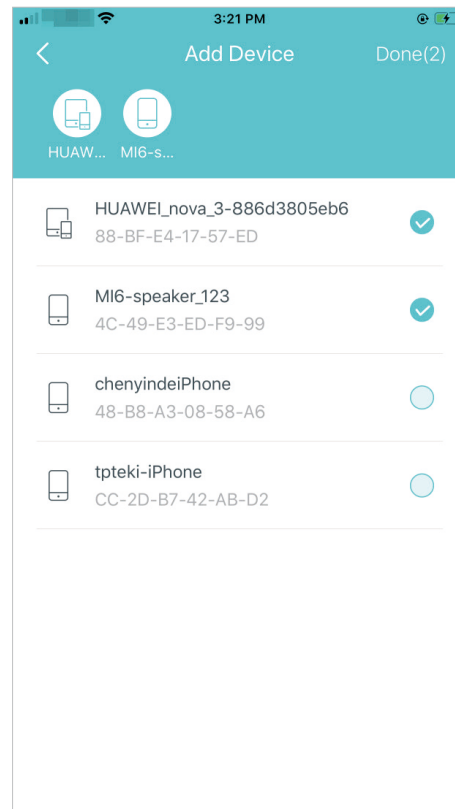 3:21 PM
Add Device
Done(2)
HUAW... MI6-s...
HUAWEI_nova_3-886d3805eb6
88-BF-E4-17-57-ED
MI6-speaker_123
4C-49-E3-ED-F9-99
chenyindeiPhone
48-B8-A3-08-58-A6
tpteki-iPhone
CC-2D-B7-42-AB-D2